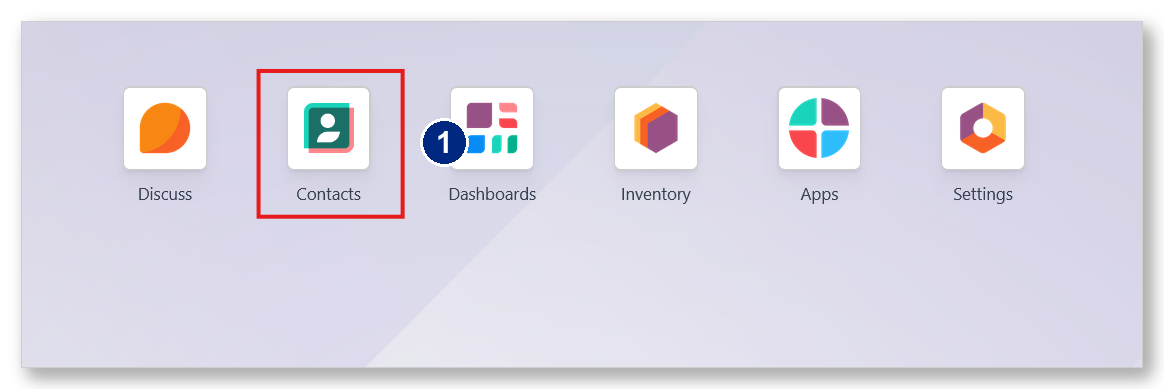 1
Discuss
Contacts
Dashboards
Inventory
Apps
Settings